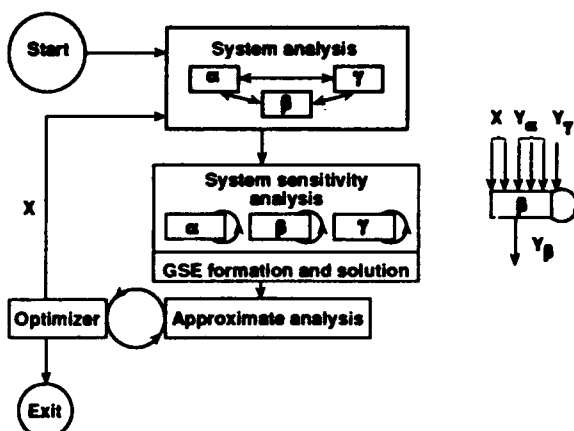 Start
System analysis
α γ
β
X
System sensitivity
analysis
α β γ
GSE formation and solution
Optimizer Approximate analysis
Exit
X Yα Yγ
β
Yβ